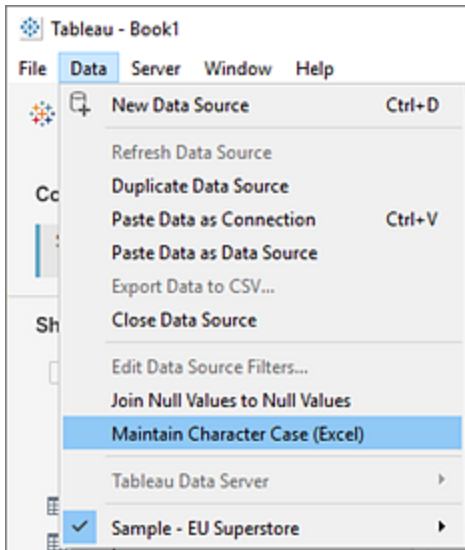 Tableau - Book1
File Data Server Window Help
New Data Source Ctrl+D
Refresh Data Source
Co
Duplicate Data Source
Paste Data as Connection Ctrl+V
Paste Data as Data Source
Export Data to CSV...
Close Data Source
Sh
Edit Data Source Filters...
Join Null Values to Null Values
Maintain Character Case (Excel)
Tableau Data Server
Sample - EU Superstore